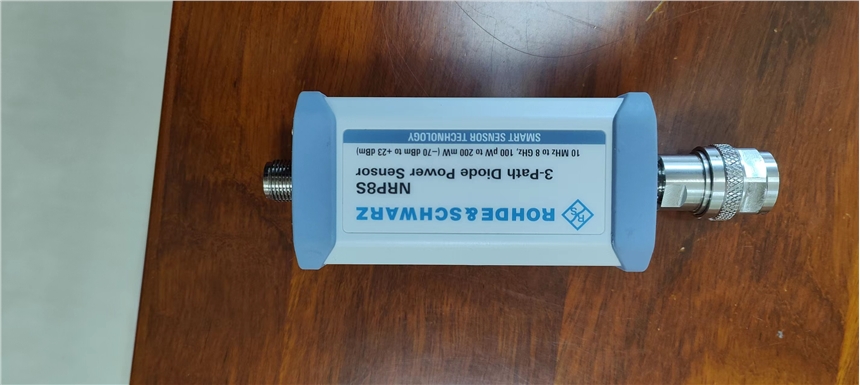 R&S
ROHDE&SCHWARZ
NRP8S
3-Path Diode Power Sensor
10 MHz to 8 GHz, 100 pW to 200 mW (−70 dBm to +23 dBm)
SMART SENSOR TECHNOLOGY